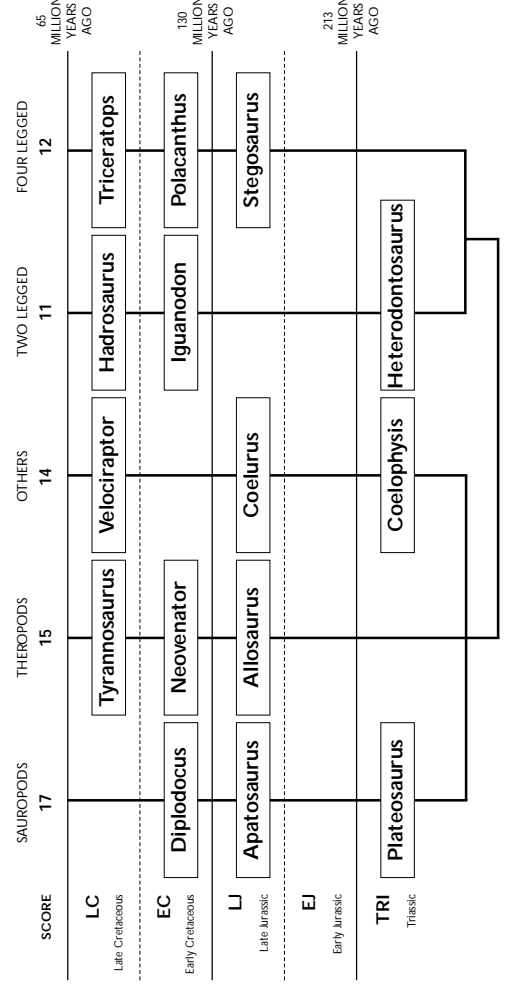 SAUROPODS THEROPODS OTHERS TWO LEGGED FOUR LEGGED
SCORE 17 15 14 11 12
65
MILLION
YEARS
AGO
LC Tyrannosaurus Velociraptor Hadrosaurus Triceratops
Late Cretaceous
EC Diplodocus Neovenator Iguanodon Polacanthus
Early Cretaceous
130
MILLION
YEARS
AGO
LJ Apatosaurus Allosaurus Coelurus Stegosaurus
Late Jurassic
EJ
Early Jurassic
213
MILLION
YEARS
AGO
TRI Plateosaurus Coelophysis Heterodontosaurus
Triassic